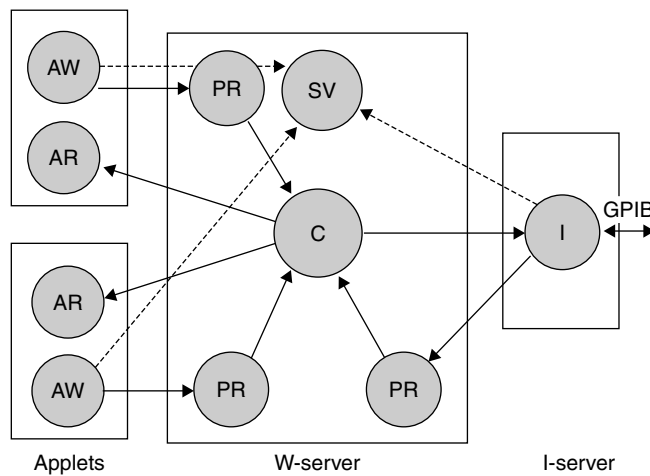 AW
PR
SV
AR
C
GPIB
I
AR
AW
PR
PR
Applets
W-server
I-server